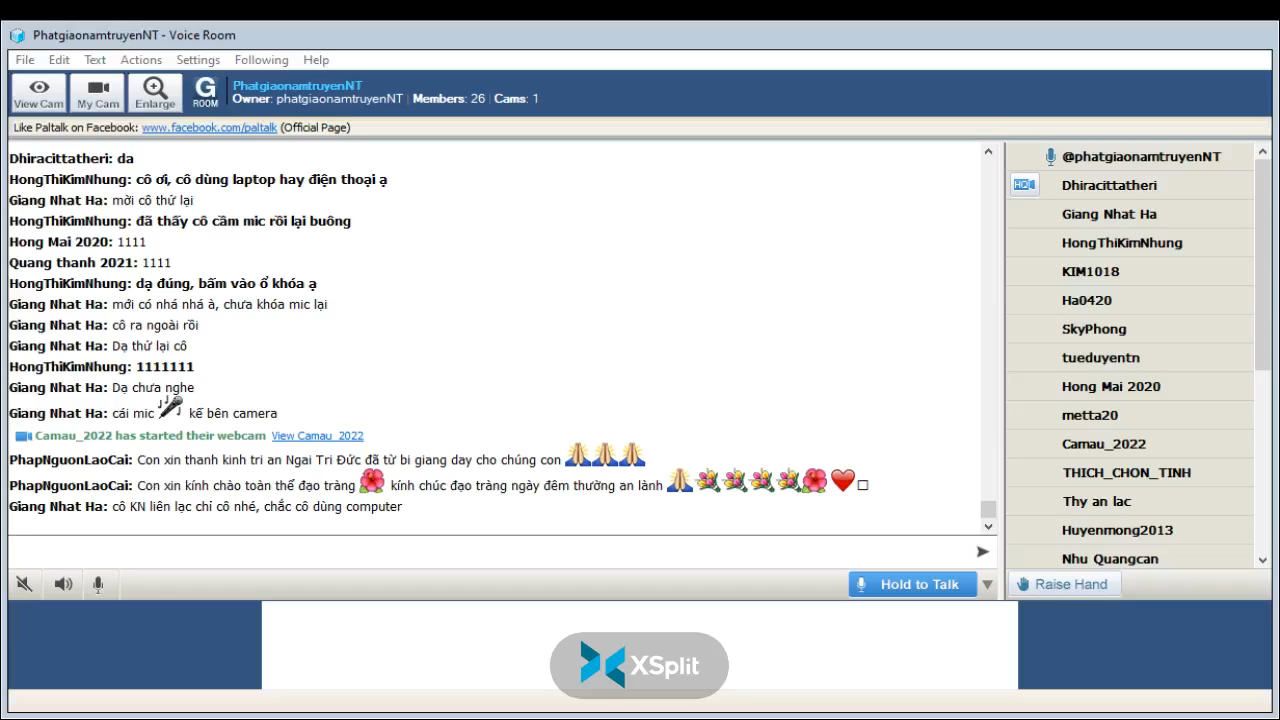 PhatgiaonamtruyenNT - Voice Room
File Edit Text Actions Settings Following Help
View Cam My Cam Enlarge G ROOM
PhatgiaonamtruyenNT
Owner: phatgiaonamtruyenNT | Members: 26 | Cams: 1
Like Paltalk on Facebook: www.facebook.com/paltalk (Official Page)
Dhiracittatheri: da
HongThiKimNhung: cô ơi, cô dùng laptop hay điện thoại ạ
Giang Nhat Ha: mời cô thử lại
HongThiKimNhung: đã thấy cô cầm mic rồi lại buông
Hong Mai 2020: 1111
Quang thanh 2021: 1111
HongThiKimNhung: dạ đúng, bấm vào ổ khóa ạ
Giang Nhat Ha: mới có nhá nhá à, chưa khóa mic lại
Giang Nhat Ha: cô ra ngoài rồi
Giang Nhat Ha: Dạ thử lại cô
HongThiKimNhung: 1111111
Giang Nhat Ha: Dạ chưa nghe
Giang Nhat Ha: cái mic kế bên camera
Camau_2022 has started their webcam View Camau_2022
PhapNguonLaoCai: Con xin thanh kinh tri an Ngai Tri Đức đã từ bi giang day cho chúng con
PhapNguonLaoCai: Con xin kính chào toàn thể đạo tràng kính chúc đạo tràng ngày đêm thường an lành
Giang Nhat Ha: cô KN liên lạc chỉ cô nhé, chắc cô dùng computer
Hold to Talk
@phatgiaonamtruyenNT
HQ Dhiracittatheri
Giang Nhat Ha
HongThiKimNhung
KIM1018
Ha0420
SkyPhong
tueduyentn
Hong Mai 2020
metta20
Camau_2022
THICH_CHON_TINH
Thy an lac
Huyenmong2013
Nhu Quangcan
Raise Hand
XSplit